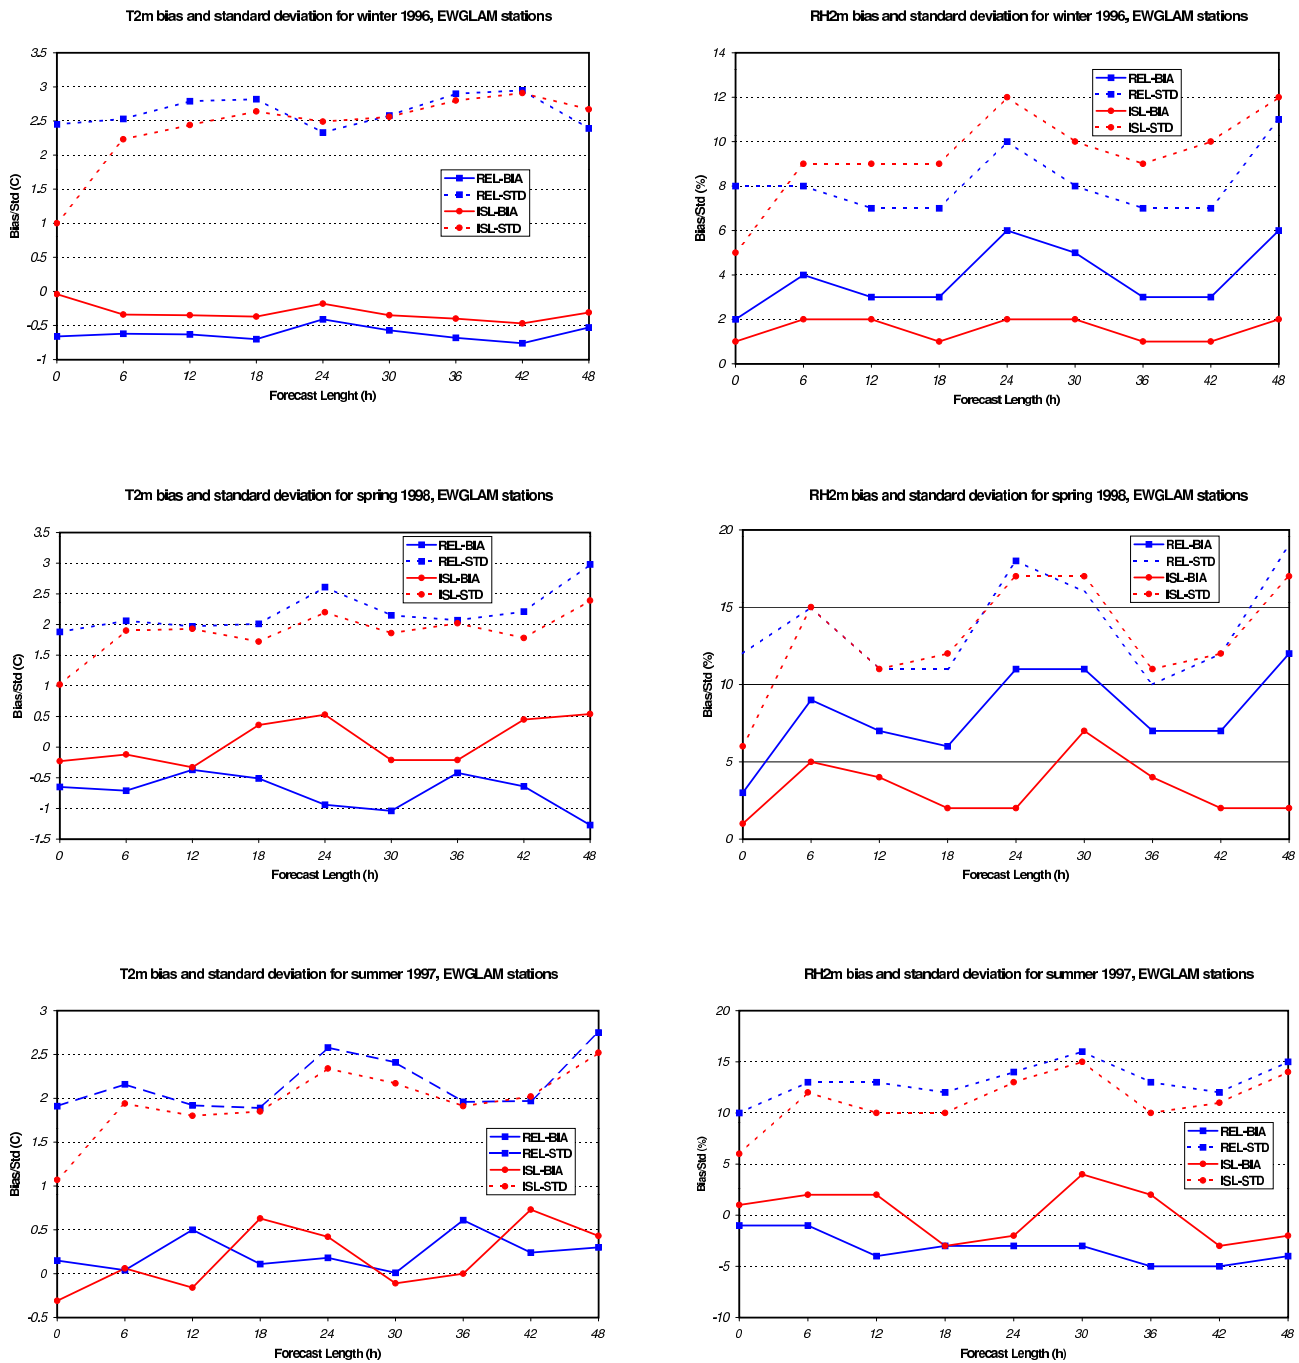 T2m bias and standard deviation for winter 1996, EWGLAM stations
3.5
3
2.5
2
1.5
1
0.5
0
-0.5
-1
Bias/Std (C)
REL-BIA
REL-STD
ISL-BIA
ISL-STD
0 6 12 18 24 30 36 42 48
Forecast Lenght (h)
RH2m bias and standard deviation for winter 1996, EWGLAM stations
14
12
10
8
6
4
2
0
Bias/Std (%)
REL-BIA
REL-STD
ISL-BIA
ISL-STD
0 6 12 18 24 30 36 42 48
Forecast Length (h)
T2m bias and standard deviation for spring 1998, EWGLAM stations
3.5
3
2.5
2
1.5
1
0.5
0
-0.5
-1
-1.5
Bias/Std (C)
REL-BIA
REL-STD
ISL-BIA
ISL-STD
0 6 12 18 24 30 36 42 48
Forecast Length (h)
RH2m bias and standard deviation for spring 1998, EWGLAM stations
20
15
10
5
0
Bias/Std (%)
REL-BIA
REL-STD
ISL-BIA
ISL-STD
0 6 12 18 24 30 36 42 48
Forecast Length (h)
T2m bias and standard deviation for summer 1997, EWGLAM stations
3
2.5
2
1.5
1
0.5
0
-0.5
Bias/Std (C)
REL-BIA
REL-STD
ISL-BIA
ISL-STD
0 6 12 18 24 30 36 42 48
Forecast Length (h)
RH2m bias and standard deviation for summer 1997, EWGLAM stations
20
15
10
5
0
-5
-10
Bias/Std (%)
REL-BIA
REL-STD
ISL-BIA
ISL-STD
0 6 12 18 24 30 36 42 48
Forecast Length (h)